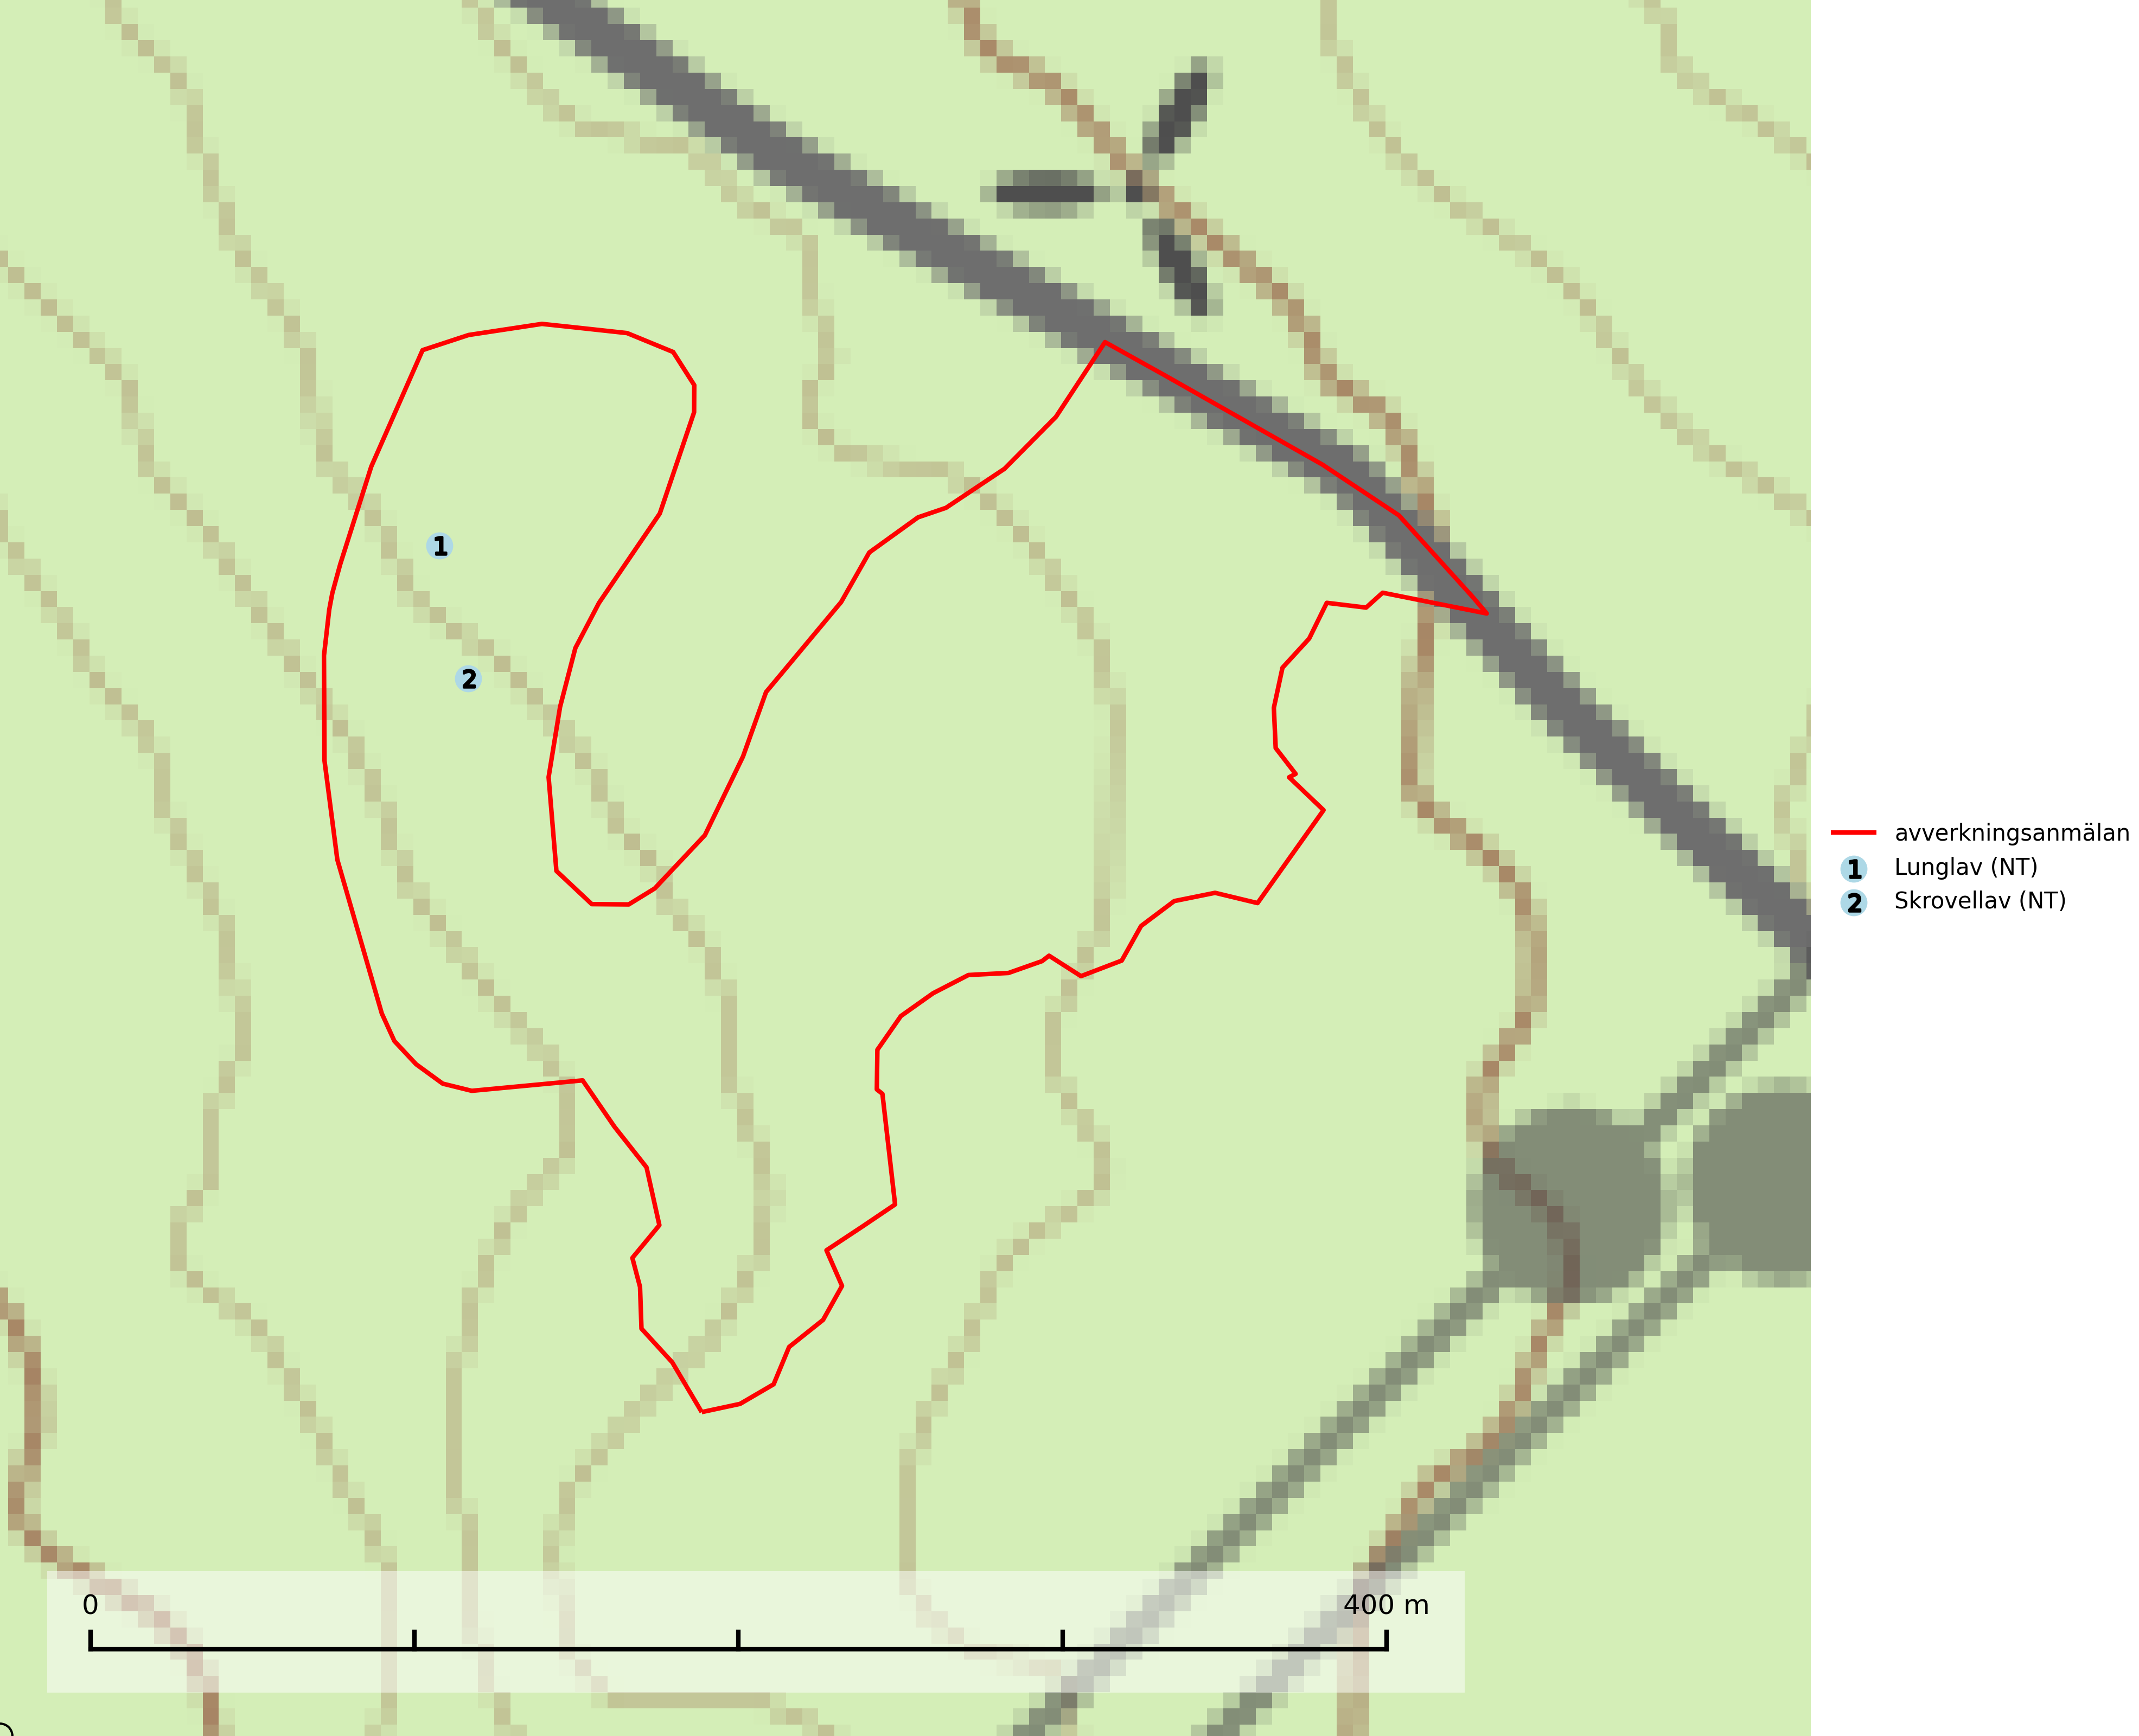 1
2
avverkningsanmälan
1 Lunglav (NT)
2 Skrovellav (NT)
0 400 m